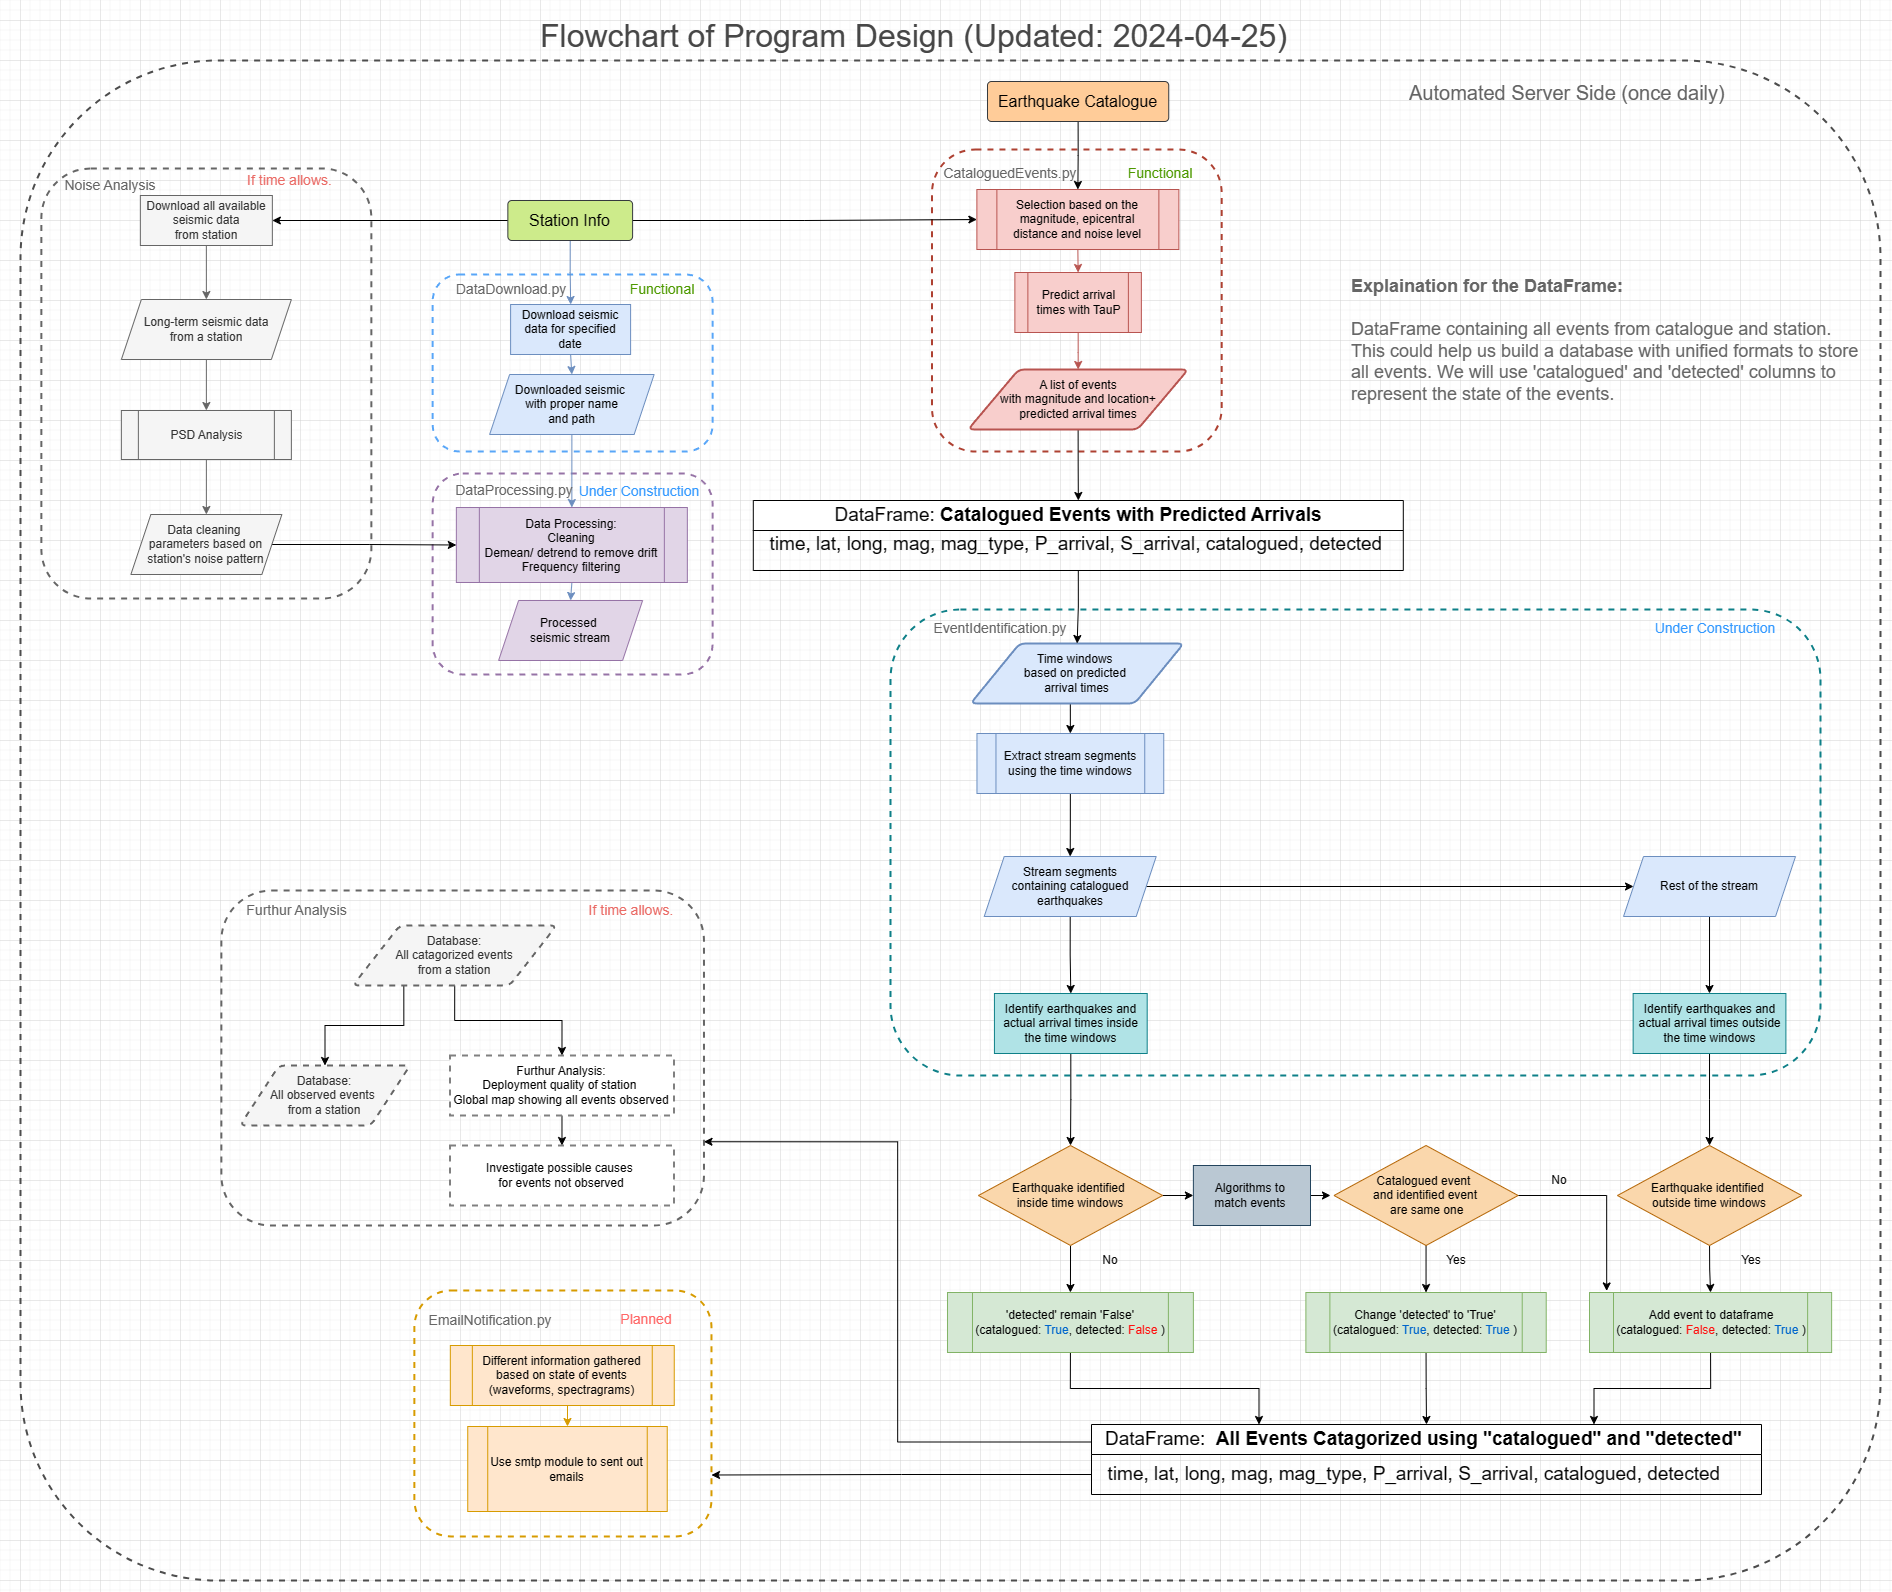 Flowchart of Program Design (Updated: 2024-04-25)
Automated Server Side (once daily)
Earthquake Catalogue
Noise Analysis
If time allows.
Download all available
seismic data
from station
Long-term seismic data
from a station
PSD Analysis
Data cleaning
parameters based on
station's noise pattern
Station Info
DataDownload.py
Functional
Download seismic
data for specified
date
Downloaded seismic
with proper name
and path
DataProcessing.py
Under Construction
Data Processing:
Cleaning
Demean/ detrend to remove drift
Frequency filtering
Processed
seismic stream
CataloguedEvents.py
Functional
Selection based on the
magnitude, epicentral
distance and noise level
Predict arrival
times with TauP
A list of events
with magnitude and location+
predicted arrival times
Explaination for the DataFrame:
DataFrame containing all events from catalogue and station.
This could help us build a database with unified formats to store
all events. We will use 'catalogued' and 'detected' columns to
represent the state of the events.
DataFrame: Catalogued Events with Predicted Arrivals
time, lat, long, mag, mag_type, P_arrival, S_arrival, catalogued, detected
EventIdentification.py
Under Construction
Time windows
based on predicted
arrival times
Extract stream segments
using the time windows
Stream segments
containing catalogued
earthquakes
Rest of the stream
Identify earthquakes and
actual arrival times inside
the time windows
Identify earthquakes and
actual arrival times outside
the time windows
Furthur Analysis
If time allows.
Database:
All catagorized events
from a station
Database:
All observed events
from a station
Furthur Analysis:
Deployment quality of station
Global map showing all events observed
Investigate possible causes
for events not observed
Earthquake identified
inside time windows
Algorithms to
match events
Catalogued event
and identified event
are same one
No
Earthquake identified
outside time windows
No
Yes
Yes
'detected' remain 'False'
(catalogued: True, detected: False )
Change 'detected' to 'True'
(catalogued: True, detected: True )
Add event to dataframe
(catalogued: False, detected: True )
EmailNotification.py
Planned
Different information gathered
based on state of events
(waveforms, spectragrams)
Use smtp module to sent out
emails
DataFrame: All Events Catagorized using "catalogued" and "detected"
time, lat, long, mag, mag_type, P_arrival, S_arrival, catalogued, detected